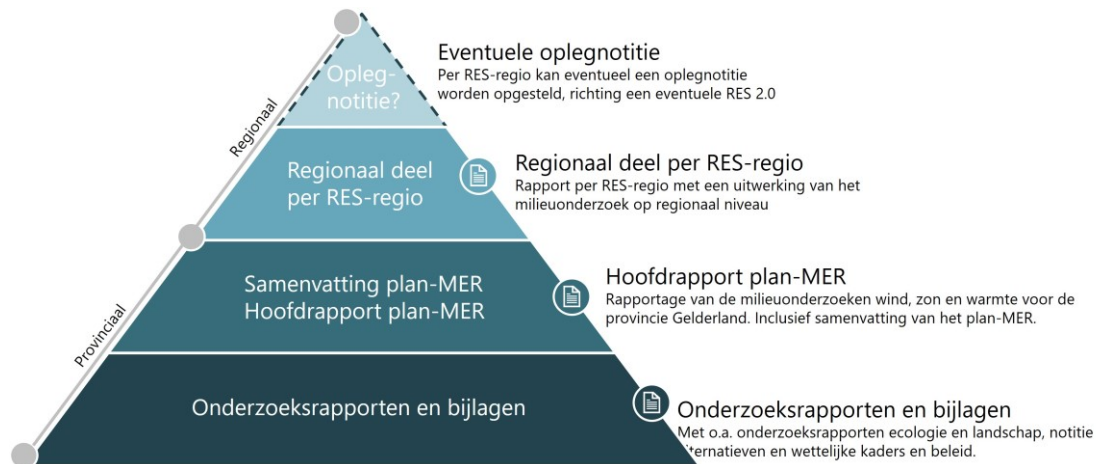 Eventuele oplegnotitie
Per RES-regio kan eventueel een oplegnotitie
worden opgesteld, richting een eventuele RES 2.0
Opleg-
notitie?
Regionaal
Regionaal deel per RES-regio
Rapport per RES-regio met een uitwerking van het
milieuonderzoek op regionaal niveau
Regionaal deel
per RES-regio
Hoofdrapport plan-MER
Rapportage van de milieuonderzoeken wind, zon en warmte voor de
provincie Gelderland. Inclusief samenvatting van het plan-MER.
Samenvatting plan-MER
Hoofdrapport plan-MER
Provinciaal
Onderzoeksrapporten en bijlagen
Onderzoeksrapporten en bijlagen
Met o.a. onderzoeksrapporten ecologie en landschap, notitie
en wettelijke kaders en beleid.